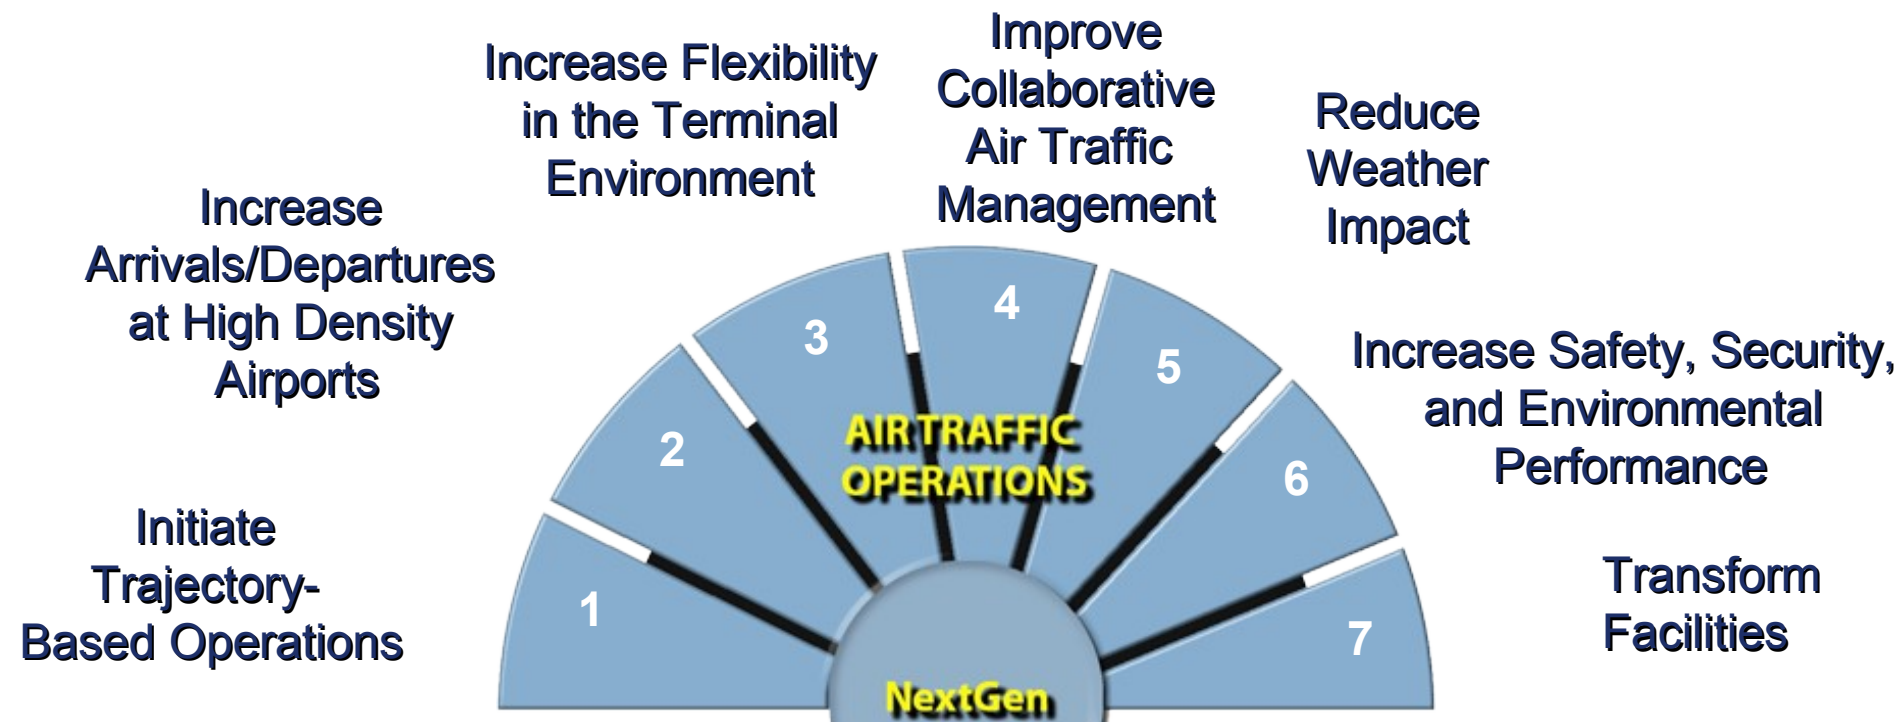 Initiate
Trajectory-
Based Operations
Increase
Arrivals/Departures
at High Density
Airports
Increase Flexibility
in the Terminal
Environment
Improve
Collaborative
Air Traffic
Management
Reduce
Weather
Impact
Increase Safety, Security,
and Environmental
Performance
Transform
Facilities
1
2
3
4
5
6
7
AIR TRAFFIC
OPERATIONS
NextGen